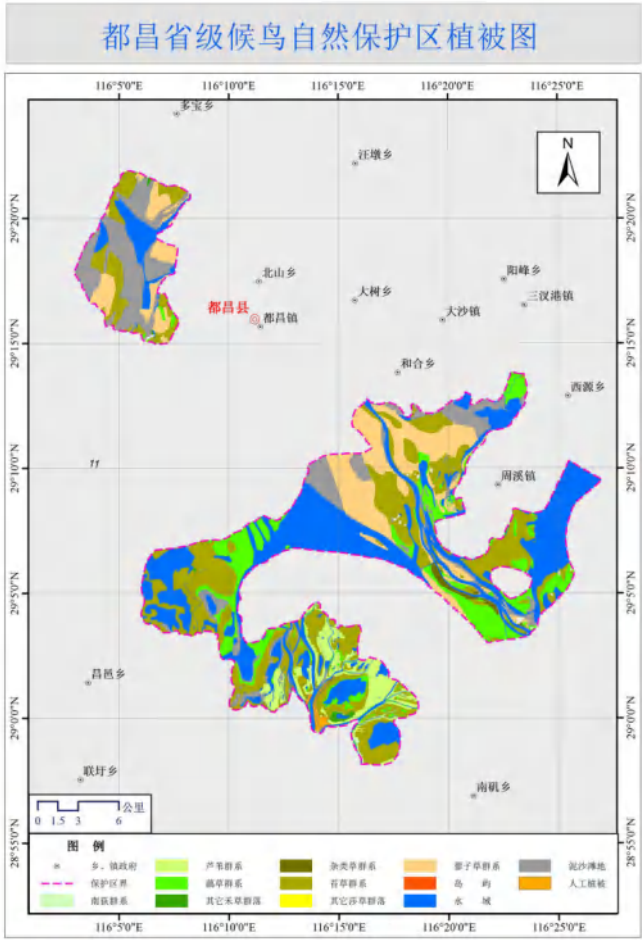 都昌省级候鸟自然保护区植被图
116°5′0″E 116°10′0″E 116°15′0″E 116°20′0″E 116°25′0″E
多宝乡
汪墩乡
N
29°20′0″N 29°20′0″N
北山乡
阳峰乡
大树乡
三汊港镇
都昌县
都昌镇
大沙镇
29°15′0″N 29°15′0″N
和合乡
西源乡
29°10′0″N 29°10′0″N
11
周溪镇
29°5′0″N 29°5′0″N
昌邑乡
29°0′0″N 29°0′0″N
联圩乡
南矶乡
公里
0 1.5 3 6
28°55′0″N 28°55′0″N
图 例
乡、镇政府 芦苇群系 杂类草群系 蓼子草群系 泥沙滩地
保护区界 藨草群系 苔草群系 岛 屿 人工植被
南荻群系 其它禾草群落 其它莎草群落 水 域
116°5′0″E 116°10′0″E 116°15′0″E 116°20′0″E 116°25′0″E